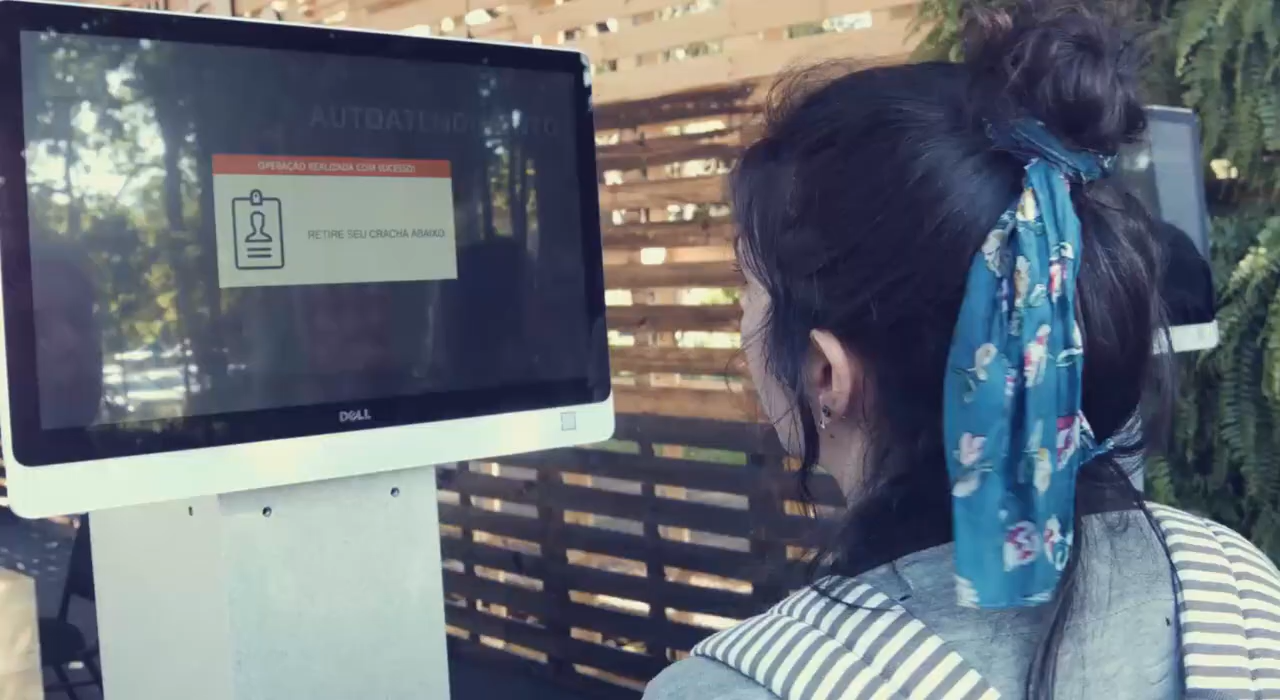 AUTOATENDIMENTO
OPERAÇÃO REALIZADA COM SUCESSO!
RETIRE SEU CRACHÁ ABAIXO
DELL